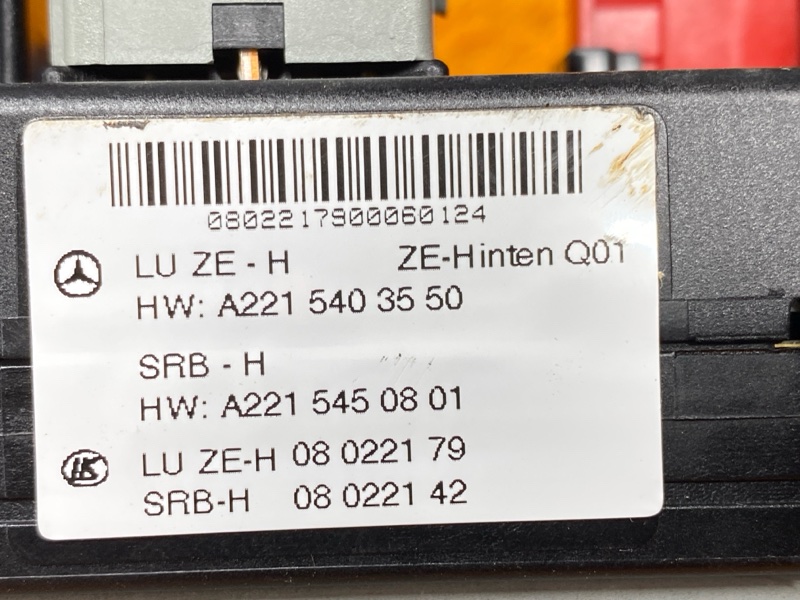 0802217900060124
LU ZE - H ZE-Hinten Q01
HW: A221 540 35 50
SRB - H
HW: A221 545 08 01
LU ZE-H 08 0221 79
SRB-H 08 0221 42